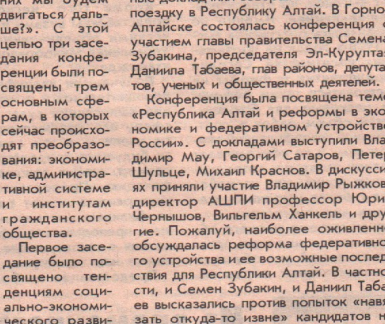 двигаться даль-
ше?». С этой
целью три засе-
дания конфе-
ренции были по-
священы трем
основным сфе-
рам, в которых
сейчас происхо-
дят преобразо-
вания: экономи-
ке, администра-
тивной системе
и институтам
гражданского
общества.
Первое засе-
дание было по-
священо тен-
денциям соци-
ально-экономи-
ческого разви-
поездку в Республику Алтай. В Горно-
Алтайске состоялась конференция с
участием главы правительства Семена
Зубакина, председателя Эл-Курултая
Даниила Табаева, глав районов, депута-
тов, ученых и общественных деятелей.
Конференция была посвящена теме
«Республика Алтай и реформы в эко-
номике и федеративном устройстве
России». С докладами выступили Вла-
димир Мау, Георгий Сатаров, Петер
Шульце, Михаил Краснов. В дискусси-
ях приняли участие Владимир Рыжков,
директор АШПИ профессор Юрий
Чернышов, Вильгельм Ханкель и дру-
гие. Пожалуй, наиболее оживленно
обсуждалась реформа федеративно-
го устройства и ее возможные послед-
ствия для Республики Алтай. В частно-
сти, и Семен Зубакин, и Даниил Таба-
ев высказались против попыток «навя-
зать откуда-то извне» кандидатов на